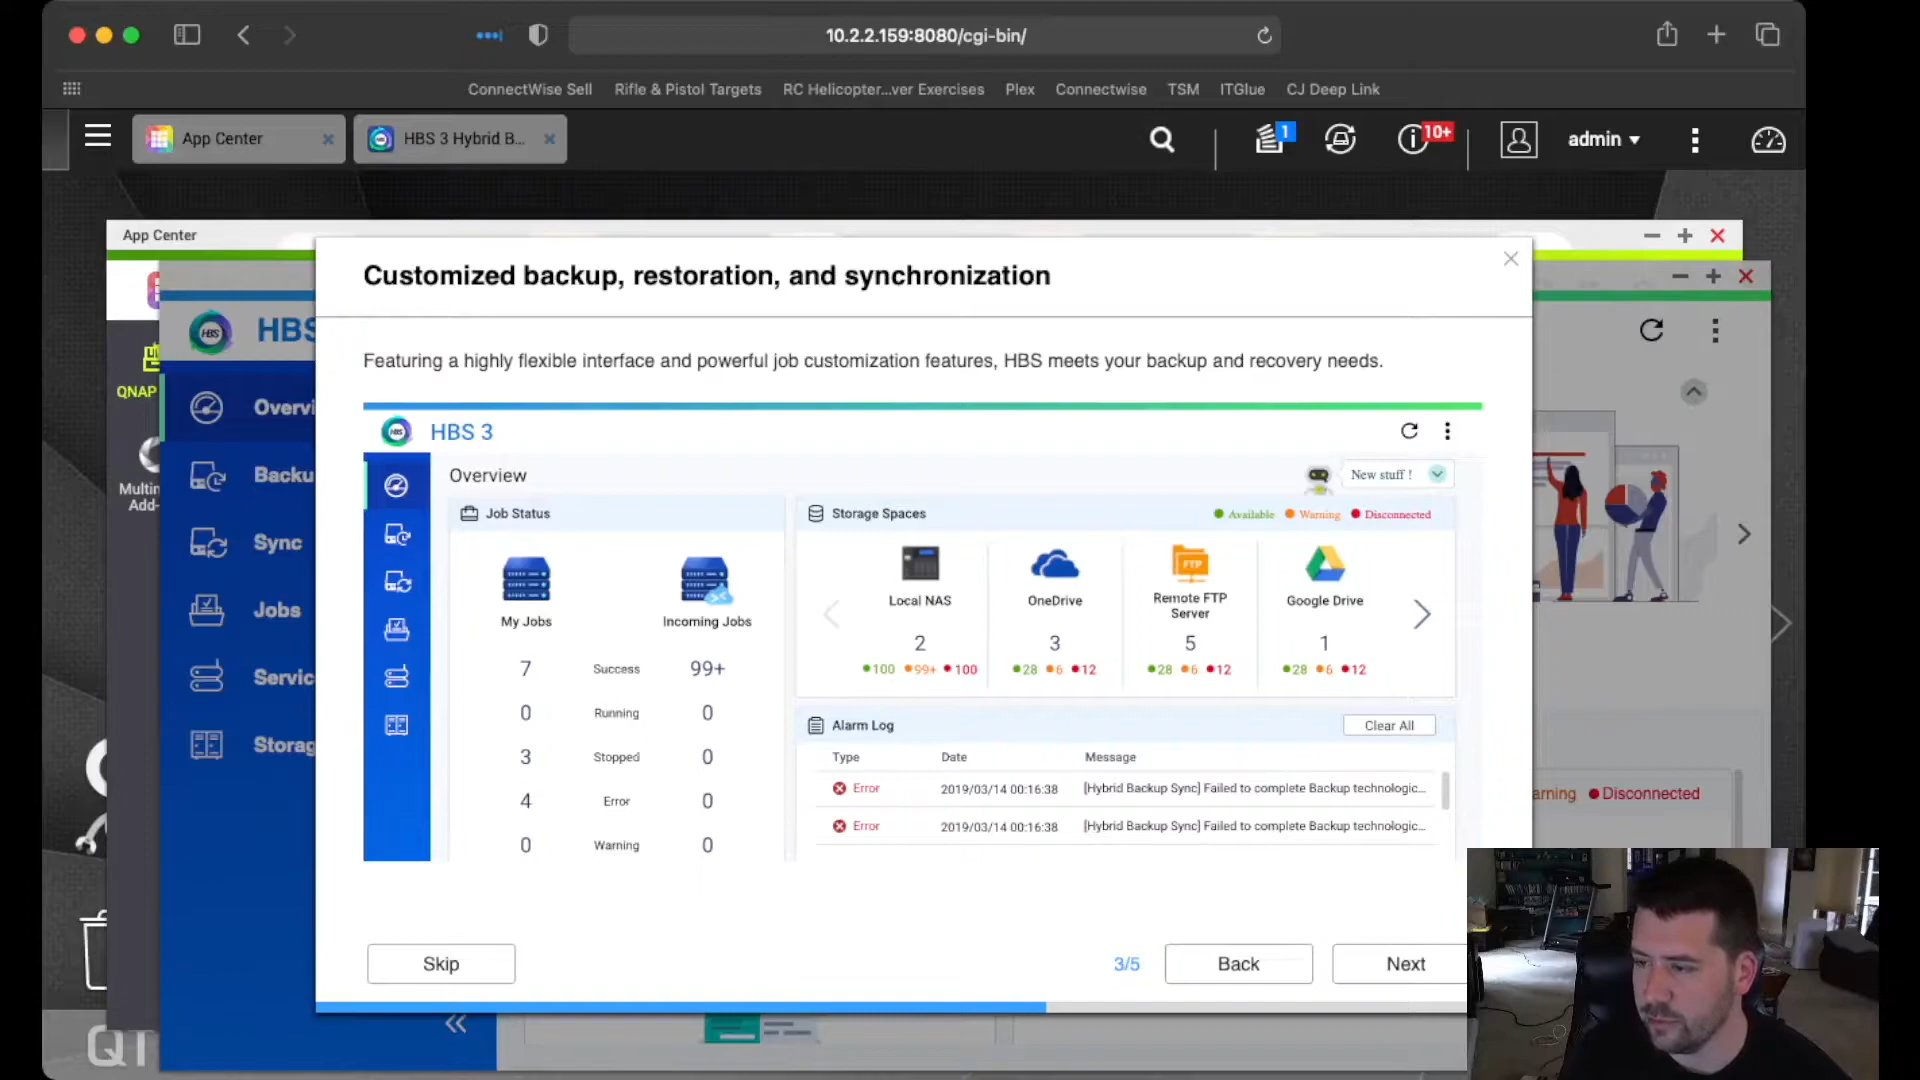 10.2.2.159:8080/cgi-bin/
ConnectWise Sell
Rifle & Pistol Targets
RC Helicopter...ver Exercises
Plex
Connectwise
TSM
ITGlue
CJ Deep Link
App Center
HBS 3 Hybrid B...
1
10+
admin
App Center
HBS
QNAP
Overvi
Backu
Multim
Add-
Sync
Jobs
Servic
Storag
Customized backup, restoration, and synchronization
Featuring a highly flexible interface and powerful job customization features, HBS meets your backup and recovery needs.
HBS 3
Overview
New stuff !
Job Status
My Jobs
Incoming Jobs
7 Success 99+
0 Running 0
3 Stopped 0
4 Error 0
0 Warning 0
Storage Spaces
Available Warning Disconnected
Local NAS
2
100 99+ 100
OneDrive
3
28 6 12
FTP
Remote FTP
Server
5
28 6 12
Google Drive
1
28 6 12
Alarm Log
Clear All
Type Date Message
Error 2019/03/14 00:16:38 [Hybrid Backup Sync] Failed to complete Backup technologic...
Error 2019/03/14 00:16:38 [Hybrid Backup Sync] Failed to complete Backup technologic...
arning Disconnected
Skip
3/5
Back
Next
QT